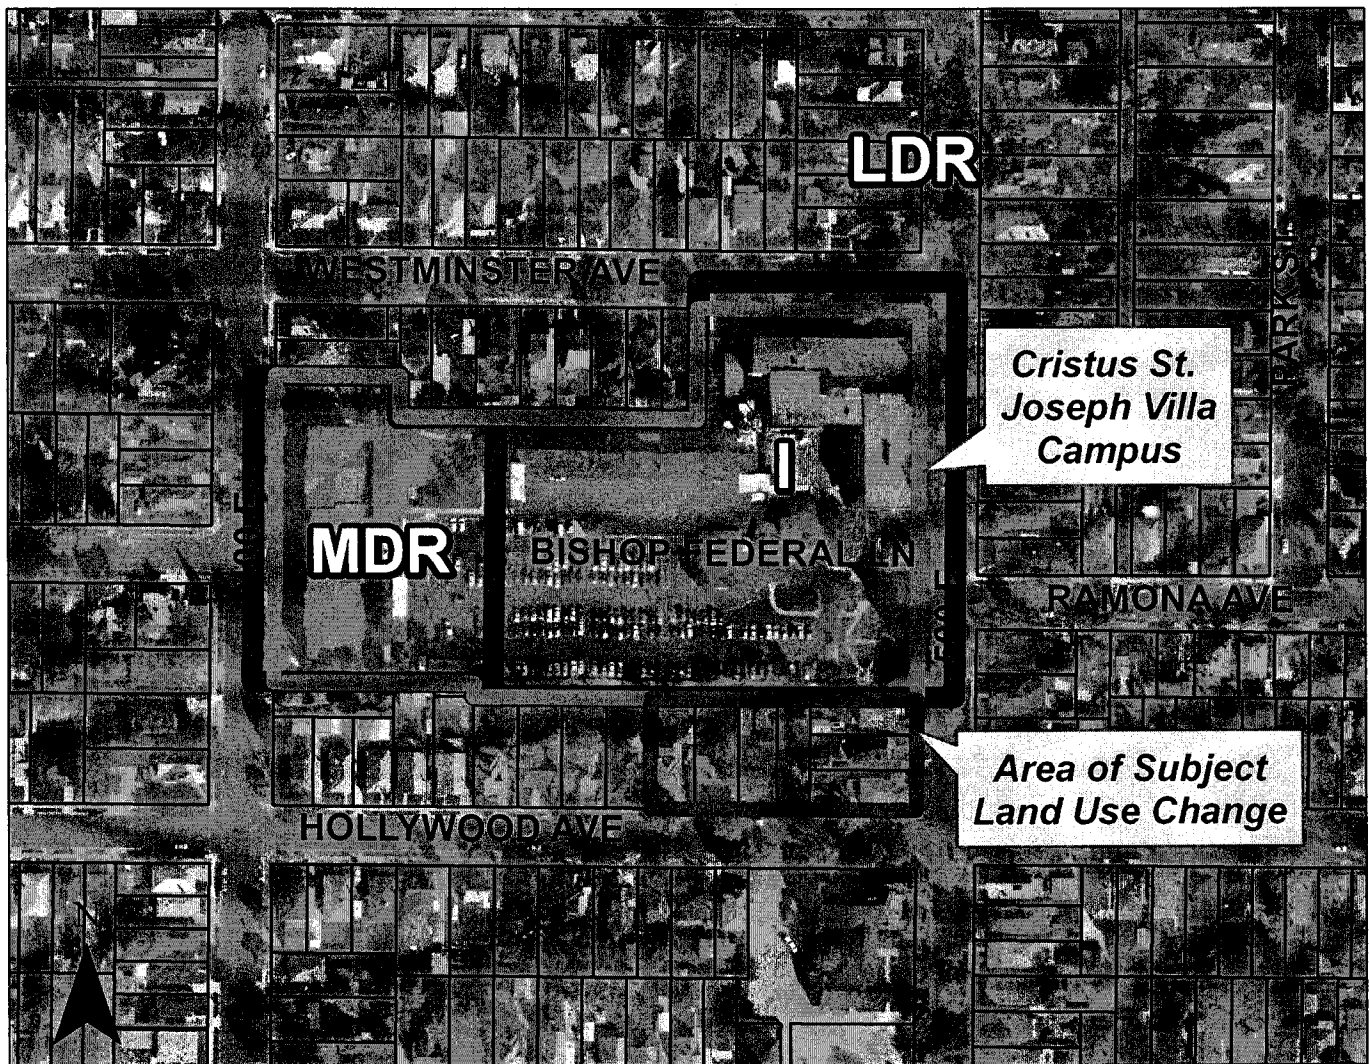 LDR
WESTMINSTER AVE
PARK ST
Cristus St.
Joseph Villa
Campus
MDR
BISHOP FEDERAL LN
500 E
RAMONA AVE
Area of Subject
Land Use Change
HOLLYWOOD AVE